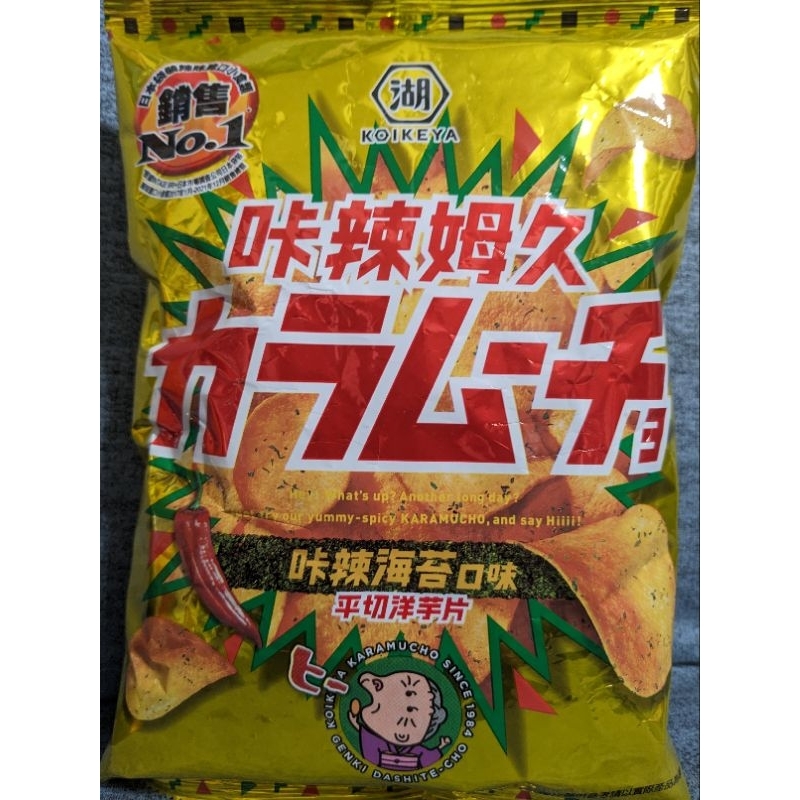 銷售
No.1
湖
KOIKEYA
咔辣姆久
カラムーチョ
What's up? Another long day?
our yummy-spicy KARAMUCHO, and say Hiiii!
咔辣海苔口味
平切洋芋片
ヒー
KOIKEYA KARAMUCHO SINCE 1984
GENKI DASHITE-CHO